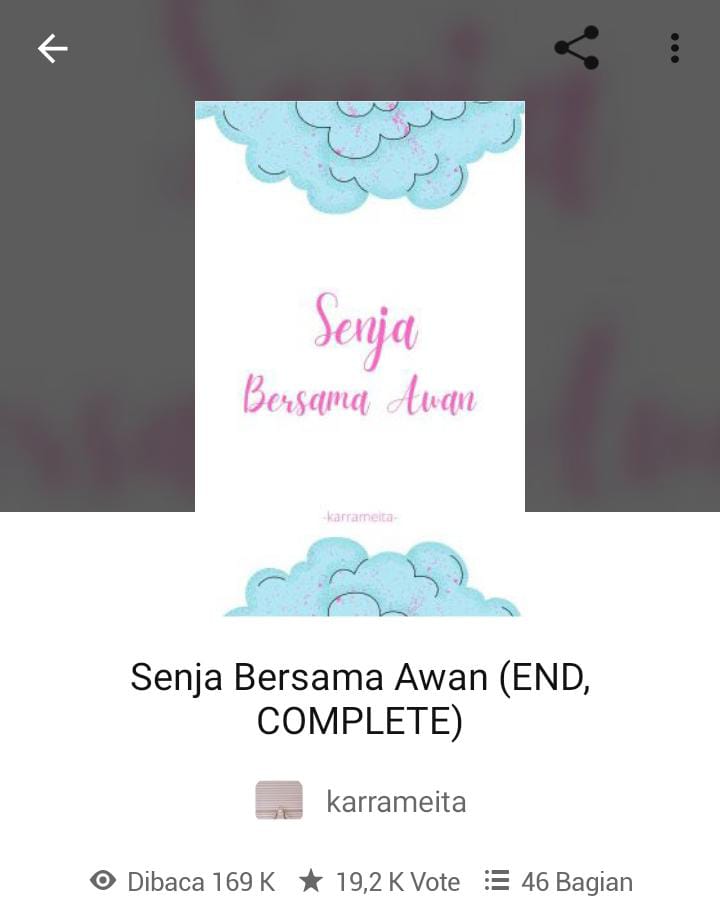 Senja
Bersama Awan
-karrameita-
Senja Bersama Awan (END,
COMPLETE)
karrameita
Dibaca 169 K 19,2 K Vote 46 Bagian